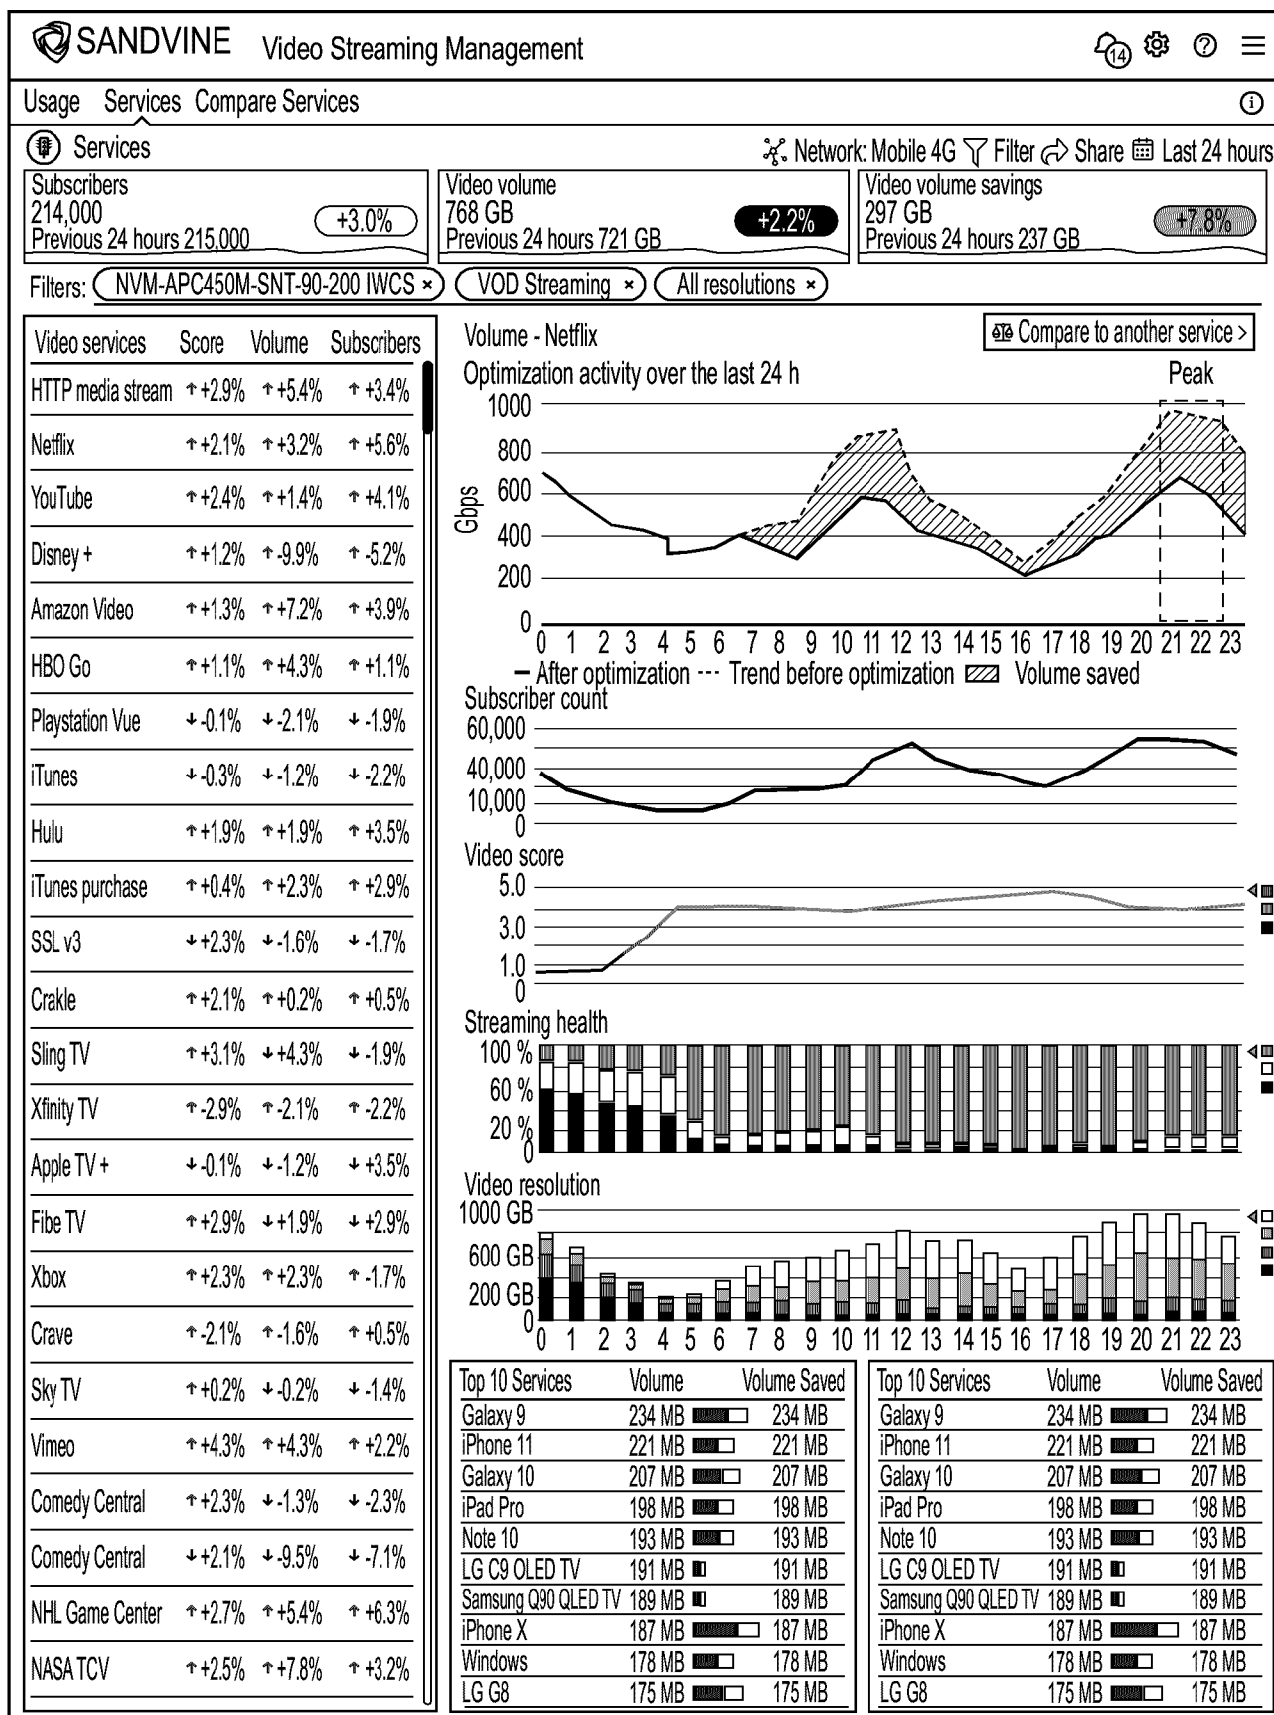 SANDVINE Video Streaming Management 14
Usage Services Compare Services
Services Network: Mobile 4G Filter Share Last 24 hours
Subscribers
214,000
+3.0%
Previous 24 hours 215,000
Video volume
768 GB
+2.2%
Previous 24 hours 721 GB
Video volume savings
297 GB
+7.8%
Previous 24 hours 237 GB
Filters: NVM-APC450M-SNT-90-200 IWCS × VOD Streaming × All resolutions ×
Video services Score Volume Subscribers
HTTP media stream ↑ +2.9% ↑ +5.4% ↑ +3.4%
Netflix ↑ +2.1% ↑ +3.2% ↑ +5.6%
YouTube ↑ +2.4% ↑ +1.4% ↑ +4.1%
Disney + ↑ +1.2% ↑ -9.9% ↑ -5.2%
Amazon Video ↑ +1.3% ↑ +7.2% ↑ +3.9%
HBO Go ↑ +1.1% ↑ +4.3% ↑ +1.1%
Playstation Vue ↓ -0.1% ↓ -2.1% ↓ -1.9%
iTunes ↓ -0.3% ↓ -1.2% ↓ -2.2%
Hulu ↑ +1.9% ↑ +1.9% ↑ +3.5%
iTunes purchase ↑ +0.4% ↑ +2.3% ↑ +2.9%
SSL v3 ↓ +2.3% ↓ -1.6% ↓ -1.7%
Crakle ↑ +2.1% ↑ +0.2% ↑ +0.5%
Sling TV ↑ +3.1% ↓ +4.3% ↓ -1.9%
Xfinity TV ↑ -2.9% ↑ -2.1% ↑ -2.2%
Apple TV + ↓ -0.1% ↓ -1.2% ↓ +3.5%
Fibe TV ↑ +2.9% ↓ +1.9% ↓ +2.9%
Xbox ↑ +2.3% ↑ +2.3% ↑ -1.7%
Crave ↑ -2.1% ↑ -1.6% ↑ +0.5%
Sky TV ↑ +0.2% ↓ -0.2% ↓ -1.4%
Vimeo ↑ +4.3% ↑ +4.3% ↑ +2.2%
Comedy Central ↑ +2.3% ↓ -1.3% ↓ -2.3%
Comedy Central ↓ +2.1% ↓ -9.5% ↓ -7.1%
NHL Game Center ↑ +2.7% ↑ +5.4% ↑ +6.3%
NASA TCV ↑ +2.5% ↑ +7.8% ↑ +3.2%
Volume - Netflix
Compare to another service >
Optimization activity over the last 24 h
Peak
Gbps
1000
800
600
400
200
0
0 1 2 3 4 5 6 7 8 9 10 11 12 13 14 15 16 17 18 19 20 21 22 23
After optimization Trend before optimization Volume saved
Subscriber count
60,000
40,000
10,000
0
Video score
5.0
3.0
1.0
0
Streaming health
100 %
60 %
20 %
0
Video resolution
1000 GB
600 GB
200 GB
0
0 1 2 3 4 5 6 7 8 9 10 11 12 13 14 15 16 17 18 19 20 21 22 23
Top 10 Services Volume Volume Saved
Galaxy 9 234 MB 234 MB
iPhone 11 221 MB 221 MB
Galaxy 10 207 MB 207 MB
iPad Pro 198 MB 198 MB
Note 10 193 MB 193 MB
LG C9 OLED TV 191 MB 191 MB
Samsung Q90 QLED TV 189 MB 189 MB
iPhone X 187 MB 187 MB
Windows 178 MB 178 MB
LG G8 175 MB 175 MB
Top 10 Services Volume Volume Saved
Galaxy 9 234 MB 234 MB
iPhone 11 221 MB 221 MB
Galaxy 10 207 MB 207 MB
iPad Pro 198 MB 198 MB
Note 10 193 MB 193 MB
LG C9 OLED TV 191 MB 191 MB
Samsung Q90 QLED TV 189 MB 189 MB
iPhone X 187 MB 187 MB
Windows 178 MB 178 MB
LG G8 175 MB 175 MB